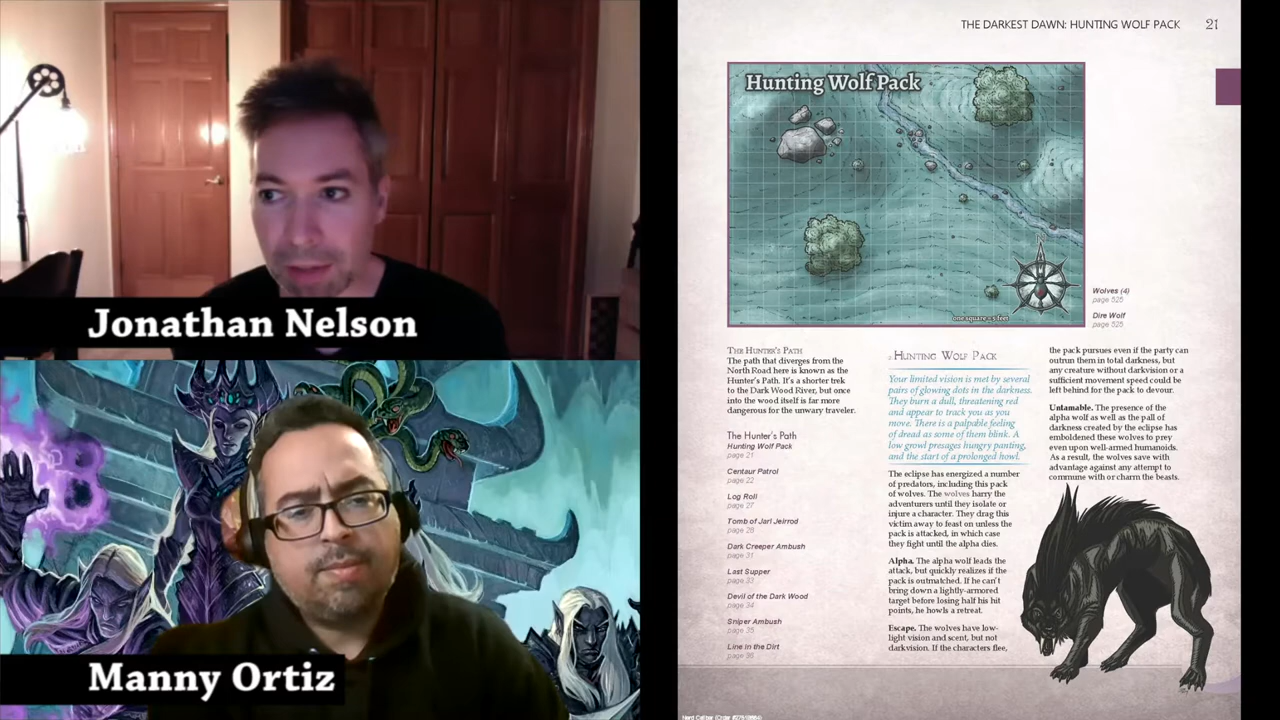 Jonathan Nelson
Manny Ortiz
THE DARKEST DAWN: HUNTING WOLF PACK 21
Hunting Wolf Pack
one square = 5 feet
Wolves (4)
page 525
Dire Wolf
page 525
The Hunter's Path
The path that diverges from the
North Road here is known as the
Hunter's Path. It's a shorter trek
to the Dark Wood River, but once
into the wood itself is far more
dangerous for the unwary traveler.
The Hunter's Path
Hunting Wolf Pack
page 21
Centaur Patrol
page 22
Log Roll
page 27
Tomb of Jarl Jeirrod
page 28
Dark Creeper Ambush
page 31
Last Supper
page 33
Devil of the Dark Wood
page 34
Sniper Ambush
page 35
Line in the Dirt
page 36
Hunting Wolf Pack
Your limited vision is met by several
pairs of glowing dots in the darkness.
They burn a dull, threatening red
and appear to track you as you
move. There is a palpable feeling
of dread as some of them blink. A
low growl presages hungry panting,
and the start of a prolonged howl.
The eclipse has energized a number
of predators, including this pack
of wolves. The wolves harry the
adventurers until they isolate or
injure a character. They drag this
victim away to feast on unless the
pack is attacked, in which case
they fight until the alpha dies.
Alpha. The alpha wolf leads the
attack, but quickly realizes if the
pack is outmatched. If he can't
bring down a lightly-armored
target before losing half his hit
points, he howls a retreat.
Escape. The wolves have low-
light vision and scent, but not
darkvision. If the characters flee,
the pack pursues even if the party can
outrun them in total darkness, but
any creature without darkvision or a
sufficient movement speed could be
left behind for the pack to devour.
Untamable. The presence of the
alpha wolf as well as the pall of
darkness created by the eclipse has
emboldened these wolves to prey
even upon well-armed humanoids.
As a result, the wolves save with
advantage against any attempt to
commune with or charm the beasts.